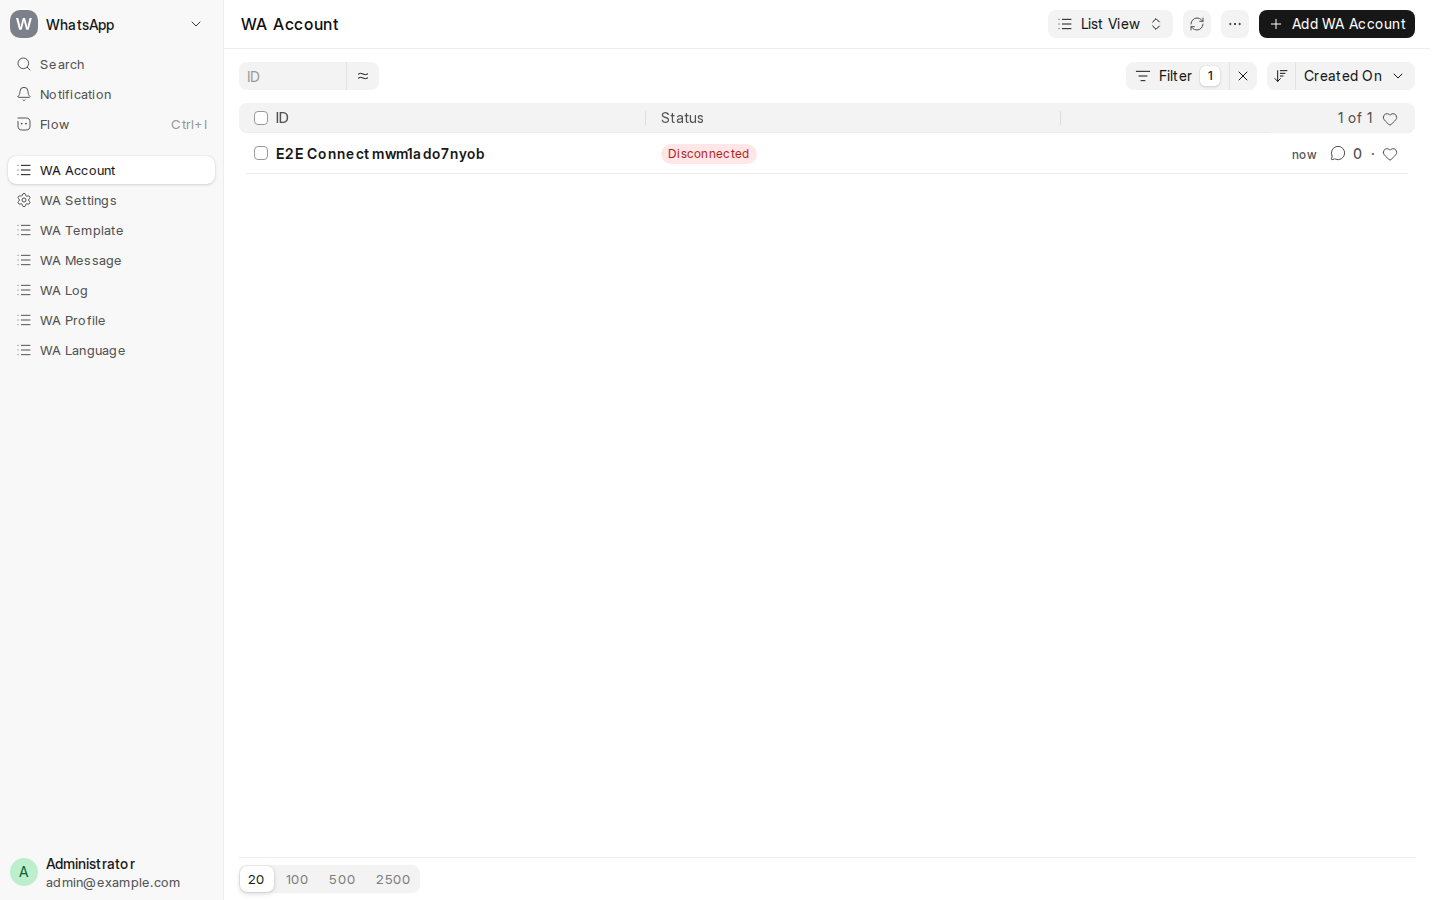 W WhatsApp
Search
Notification
Flow Ctrl+I
WA Account
WA Settings
WA Template
WA Message
WA Log
WA Profile
WA Language
A Administrator
admin@example.com
WA Account
List View
Add WA Account
ID ≈
Filter 1
Created On
ID Status 1 of 1
E2E Connect mwm1ado7nyob Disconnected now 0 ·
20 100 500 2500